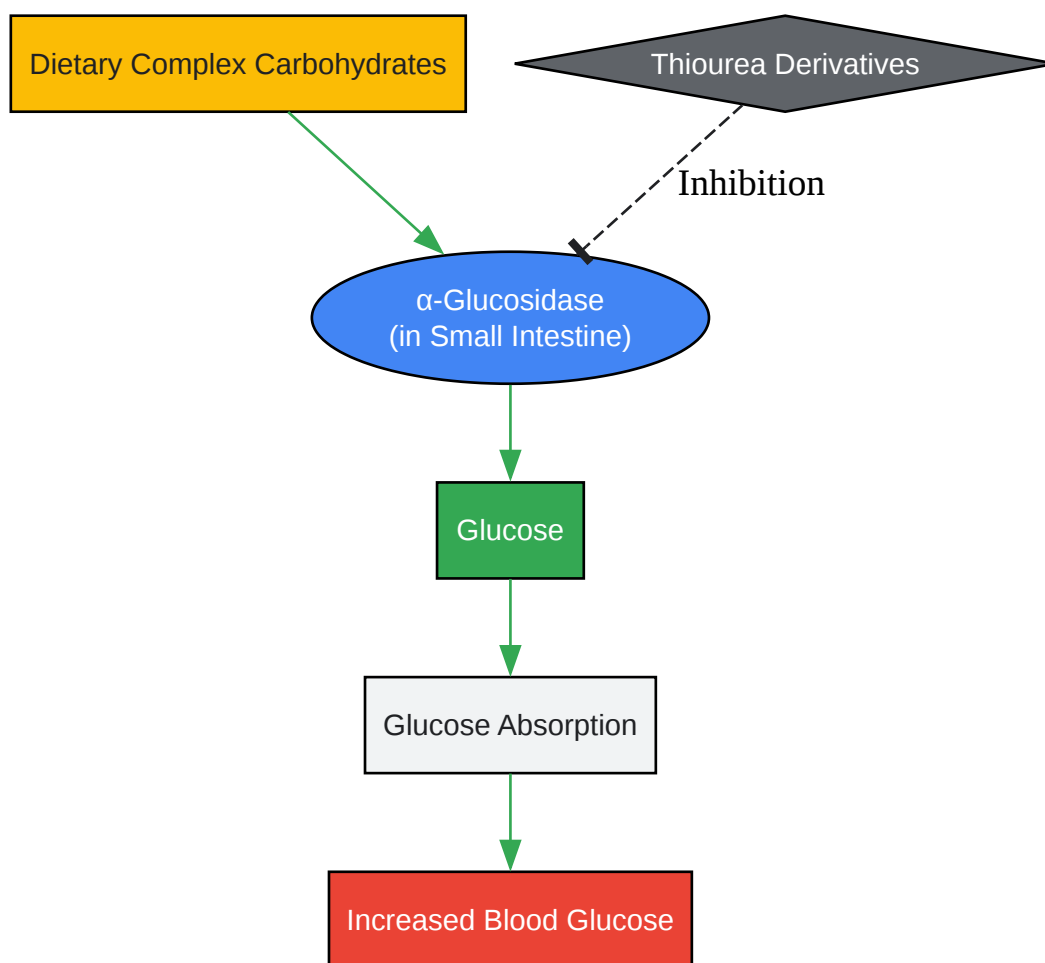 Dietary Complex Carbohydrates
Thiourea Derivatives
Inhibition
α-Glucosidase
(in Small Intestine)
Glucose
Glucose Absorption
Increased Blood Glucose